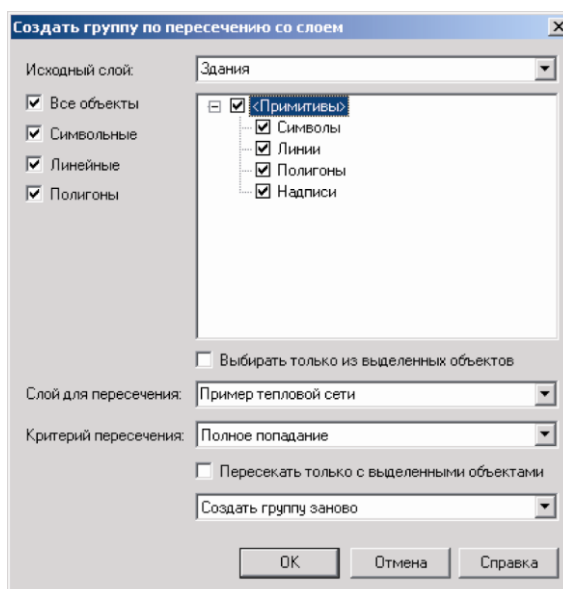 Создать группу по пересечению со слоем
Исходный слой: Здания
Все объекты
Символьные
Линейные
Полигоны
<Примитивы>
Символы
Линии
Полигоны
Надписи
Выбирать только из выделенных объектов
Слой для пересечения: Пример тепловой сети
Критерий пересечения: Полное попадание
Пересекать только с выделенными объектами
Создать группу заново
OK Отмена Справка